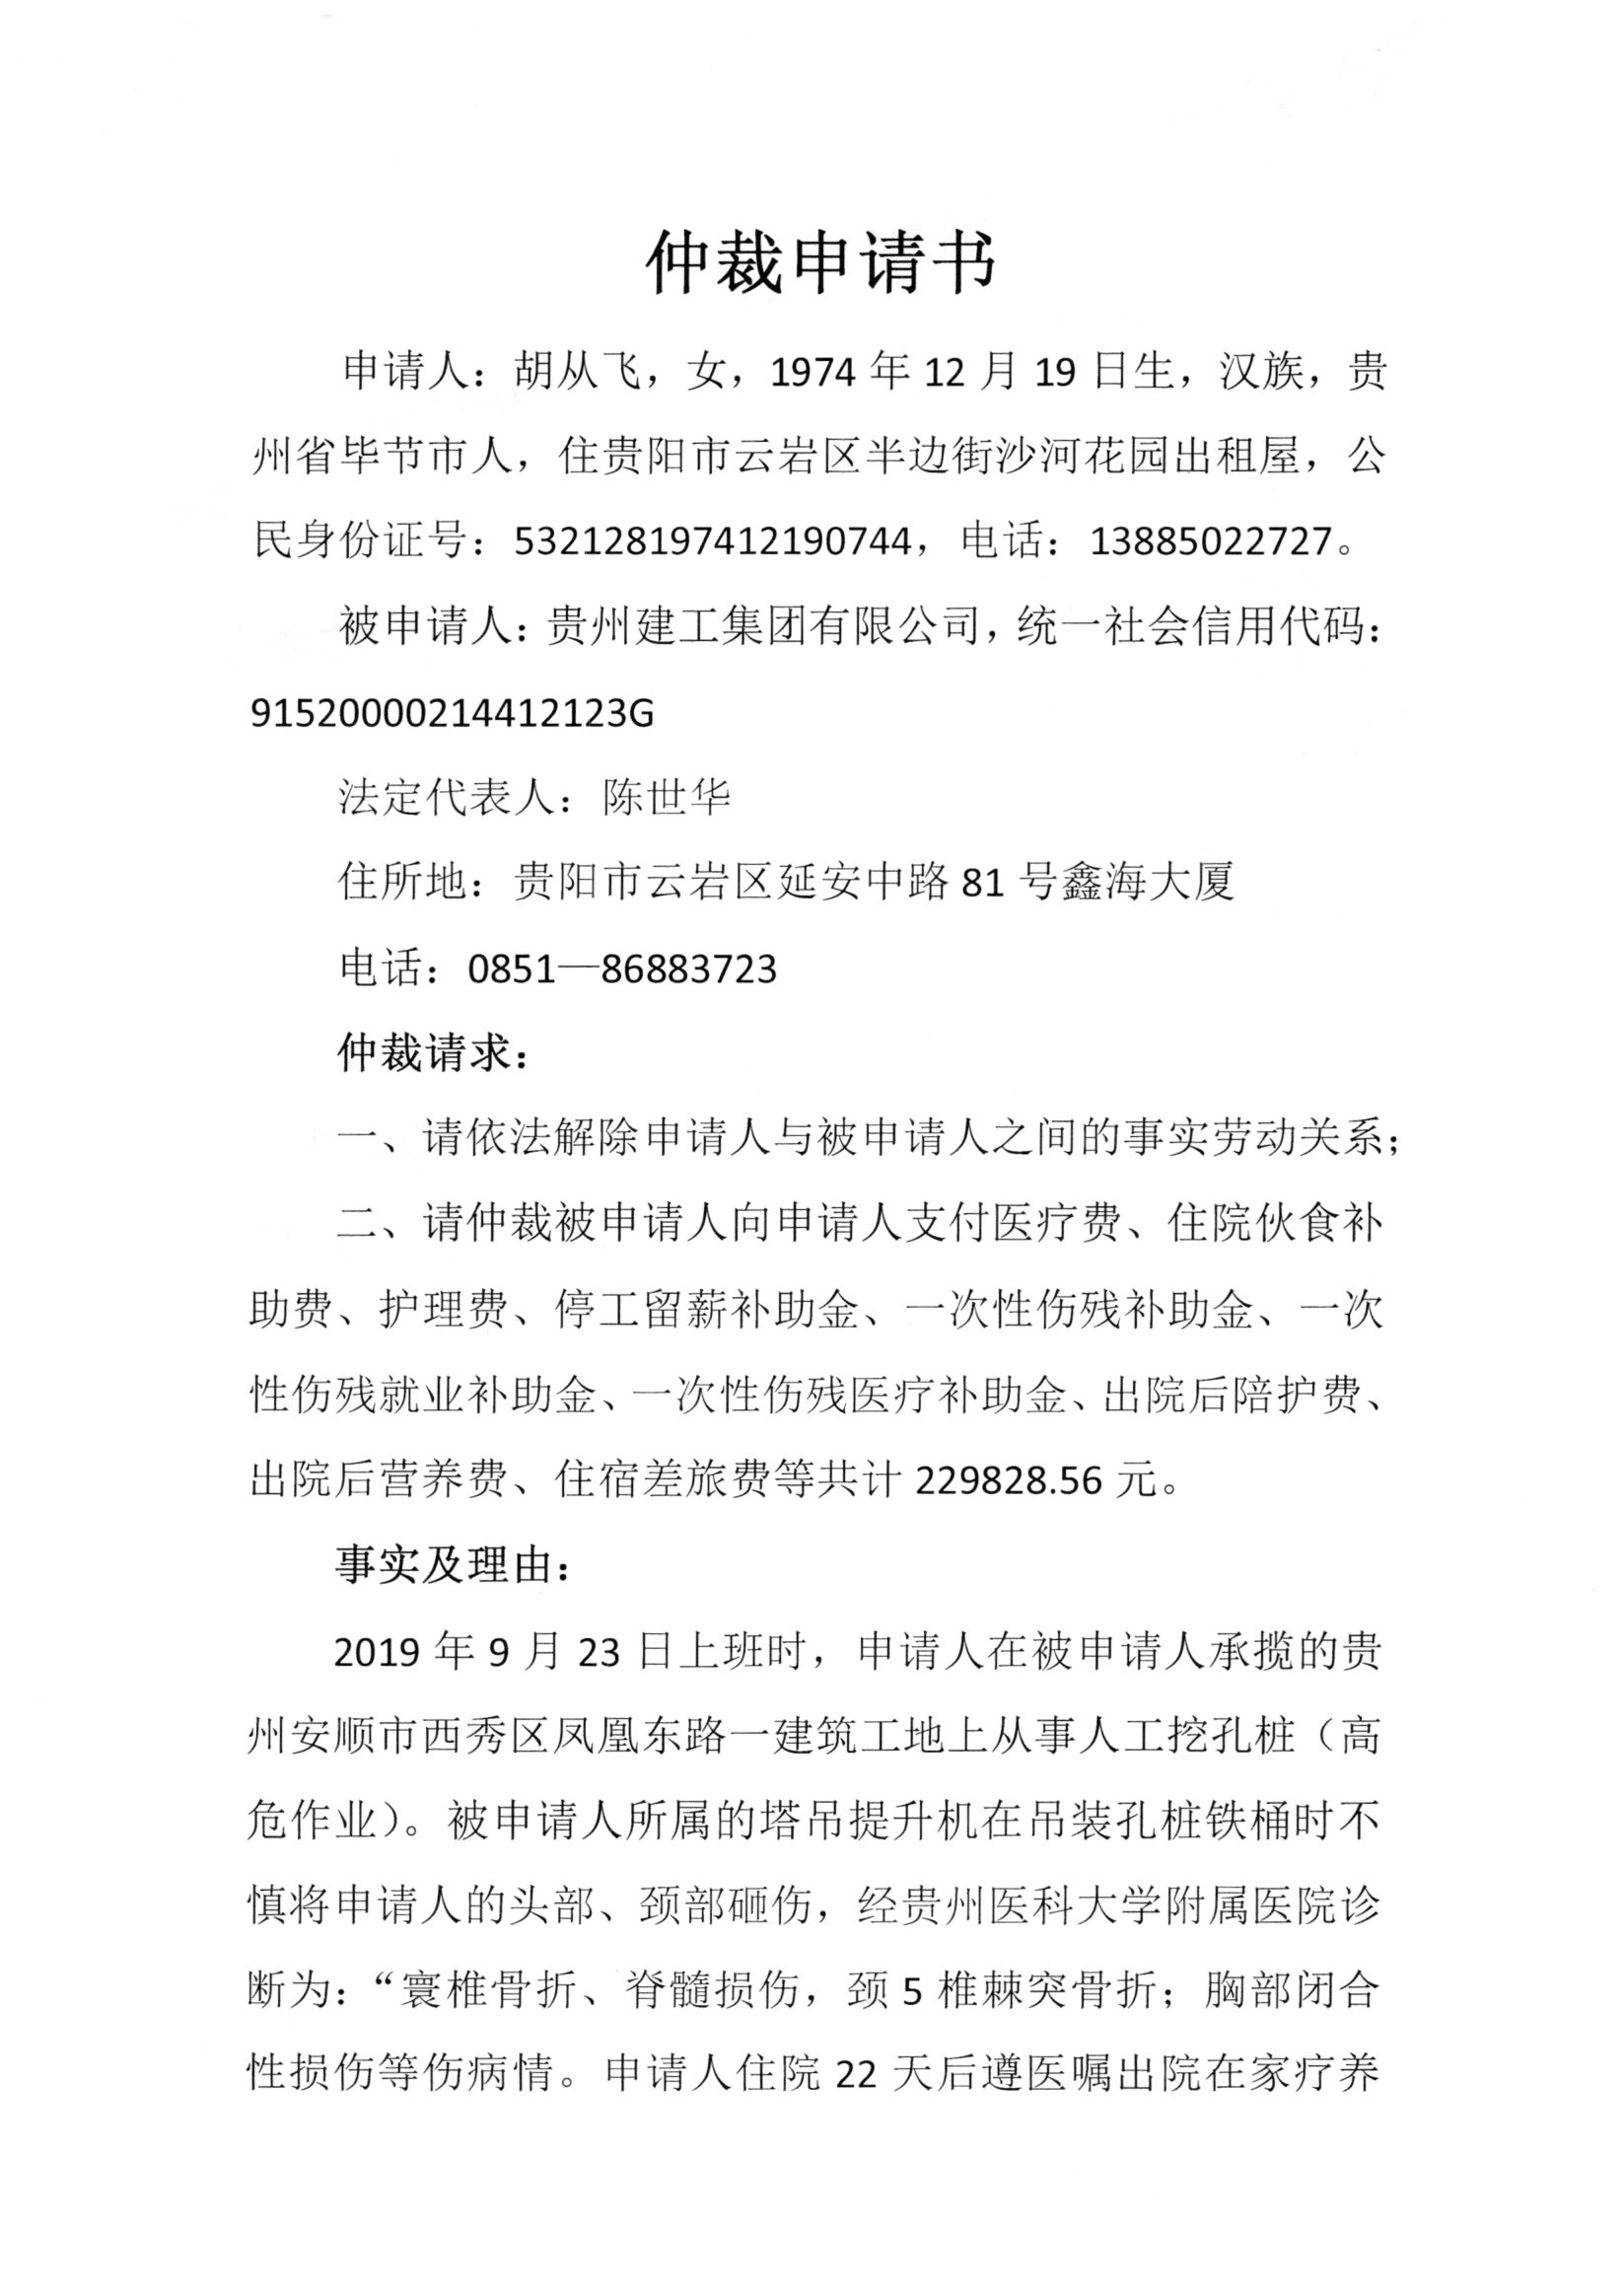 仲裁申请书
申请人：胡从飞，女，1974 年 12 月 19 日生，汉族，贵
州省毕节市人，住贵阳市云岩区半边街沙河花园出租屋，公
民身份证号：532128197412190744，电话：13885022727。
被申请人：贵州建工集团有限公司，统一社会信用代码：
91520000214412123G
法定代表人：陈世华
住所地：贵阳市云岩区延安中路 81 号鑫海大厦
电话：0851—86883723
仲裁请求：
一、请依法解除申请人与被申请人之间的事实劳动关系；
二、请仲裁被申请人向申请人支付医疗费、住院伙食补
助费、护理费、停工留薪补助金、一次性伤残补助金、一次
性伤残就业补助金、一次性伤残医疗补助金、出院后陪护费、
出院后营养费、住宿差旅费等共计 229828.56 元。
事实及理由：
2019 年 9 月 23 日上班时，申请人在被申请人承揽的贵
州安顺市西秀区凤凰东路一建筑工地上从事人工挖孔桩（高
危作业）。被申请人所属的塔吊提升机在吊装孔桩铁桶时不
慎将申请人的头部、颈部砸伤，经贵州医科大学附属医院诊
断为：“寰椎骨折、脊髓损伤，颈 5 椎棘突骨折；胸部闭合
性损伤等伤病情。申请人住院 22 天后遵医嘱出院在家疗养